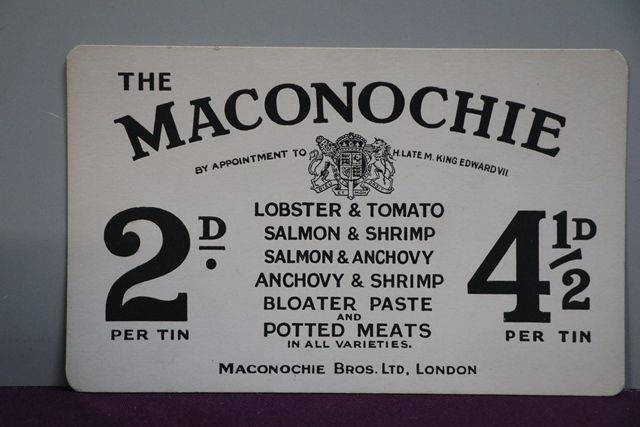 THE
MACONOCHIE
BY APPOINTMENT TO H. LATE M. KING EDWARD VII
2D.
PER TIN
LOBSTER & TOMATO
SALMON & SHRIMP
SALMON & ANCHOVY
ANCHOVY & SHRIMP
BLOATER PASTE
AND
POTTED MEATS
IN ALL VARIETIES.
4½D
PER TIN
MACONOCHIE BROS. LTD, LONDON